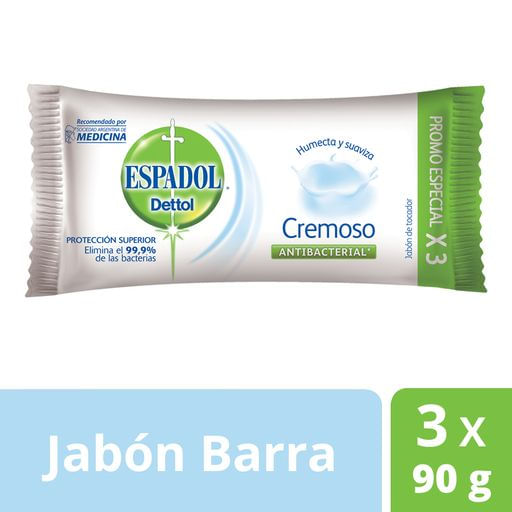 Recomendado por
SOCIEDAD ARGENTINA DE
MEDICINA
ESPADOL
Dettol
PROTECCIÓN SUPERIOR
Elimina el 99,9%
de las bacterias
Humecta y suaviza
Cremoso
ANTIBACTERIAL*
Jabón de tocador
PROMO ESPECIAL X 3
Jabón Barra
3 X
90 g